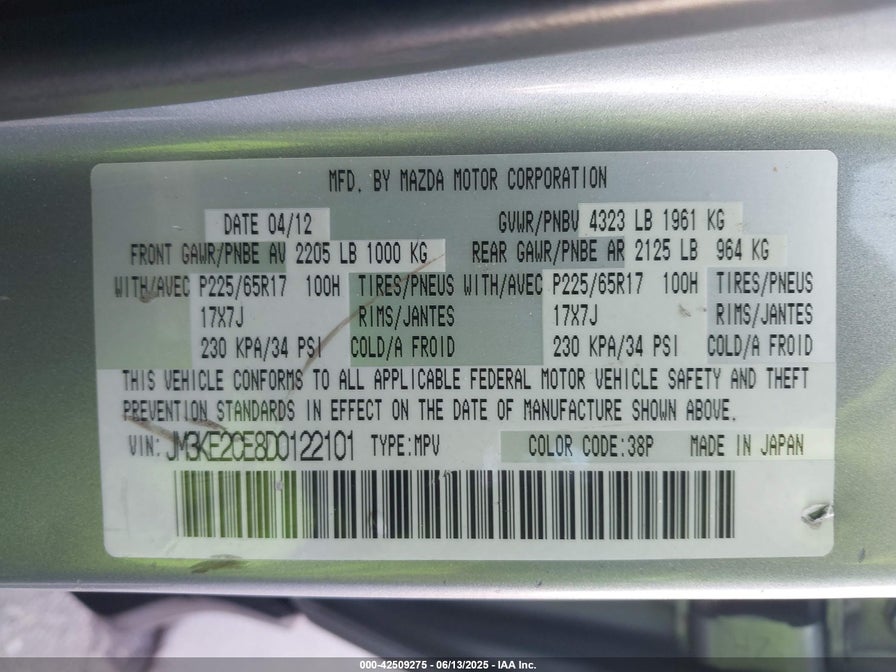 MFD. BY MAZDA MOTOR CORPORATION
DATE 04/12 GVWR/PNBV 4323 LB 1961 KG
FRONT GAWR/PNBE AV 2205 LB 1000 KG REAR GAWR/PNBE AR 2125 LB 964 KG
WITH/AVEC P225/65R17 100H TIRES/PNEUS WITH/AVEC P225/65R17 100H TIRES/PNEUS
17X7J RIMS/JANTES 17X7J RIMS/JANTES
230 KPA/34 PSI COLD/A FROID 230 KPA/34 PSI COLD/A FROID
THIS VEHICLE CONFORMS TO ALL APPLICABLE FEDERAL MOTOR VEHICLE SAFETY AND THEFT
PREVENTION STANDARDS IN EFFECT ON THE DATE OF MANUFACTURE SHOWN ABOVE.
VIN: JM3KE2CE8D0122101 TYPE:MPV COLOR CODE:38P MADE IN JAPAN
000-42509275 - 06/13/2025 - IAA Inc.